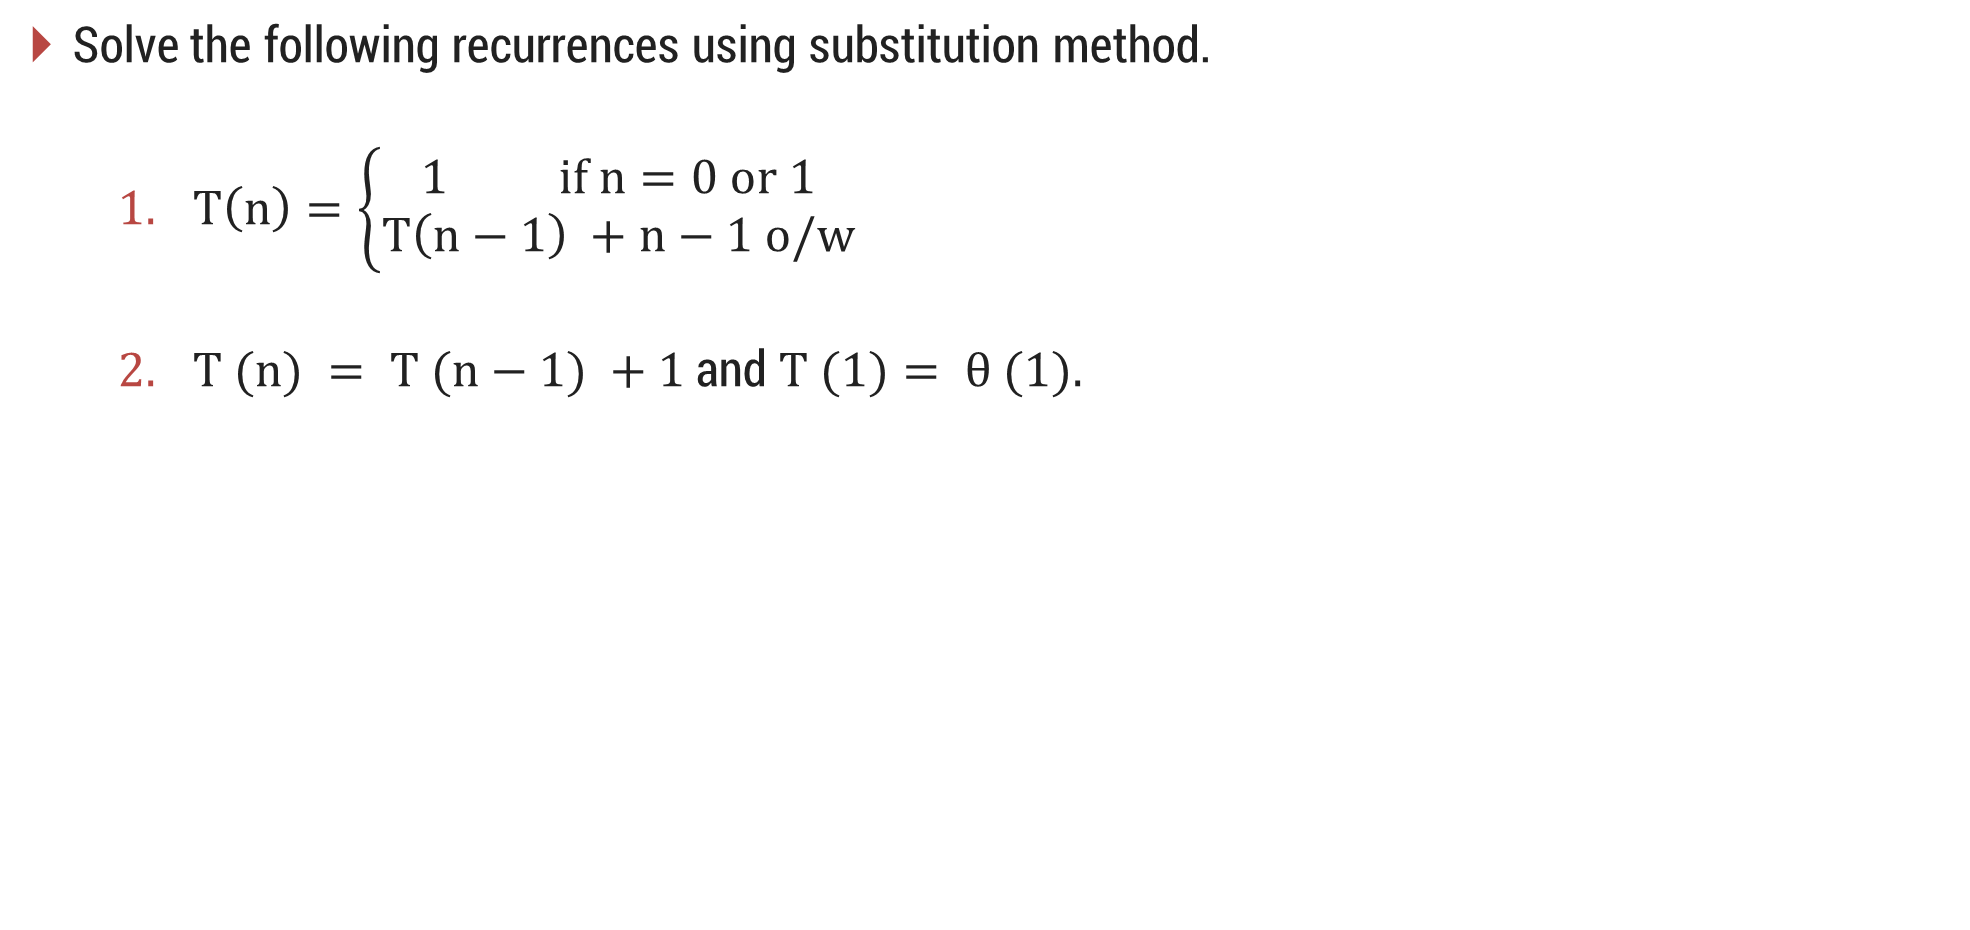 Solve the following recurrences using substitution method.
1. T(n) = { 1 if n = 0 or 1
T(n − 1) + n − 1 o/w
2. T (n) = T (n − 1) + 1 and T (1) = θ (1).